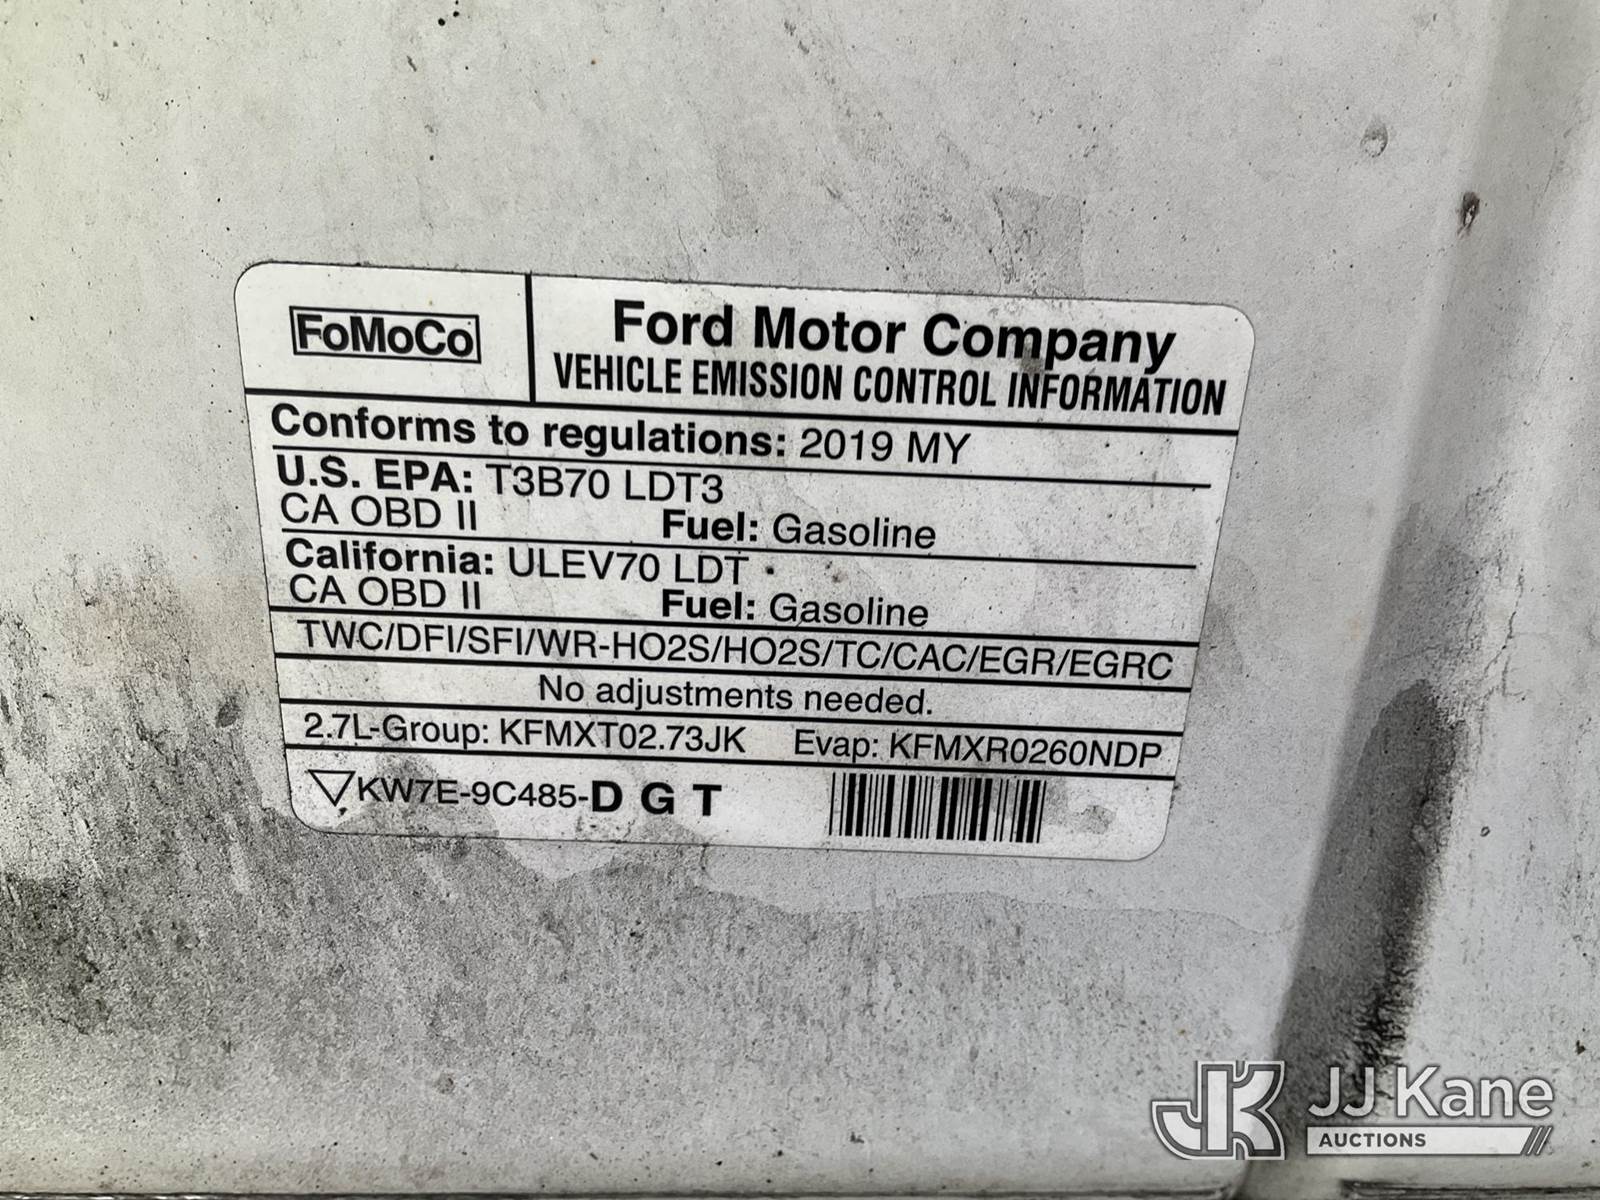 FoMoCo
Ford Motor Company
VEHICLE EMISSION CONTROL INFORMATION
Conforms to regulations: 2019 MY
U.S. EPA: T3B70 LDT3
CA OBD II Fuel: Gasoline
California: ULEV70 LDT
CA OBD II Fuel: Gasoline
TWC/DFI/SFI/WR-HO2S/HO2S/TC/CAC/EGR/EGRC
No adjustments needed.
2.7L-Group: KFMXT02.73JK Evap: KFMXR0260NDP
KW7E-9C485-D G T
JK JJ Kane
AUCTIONS